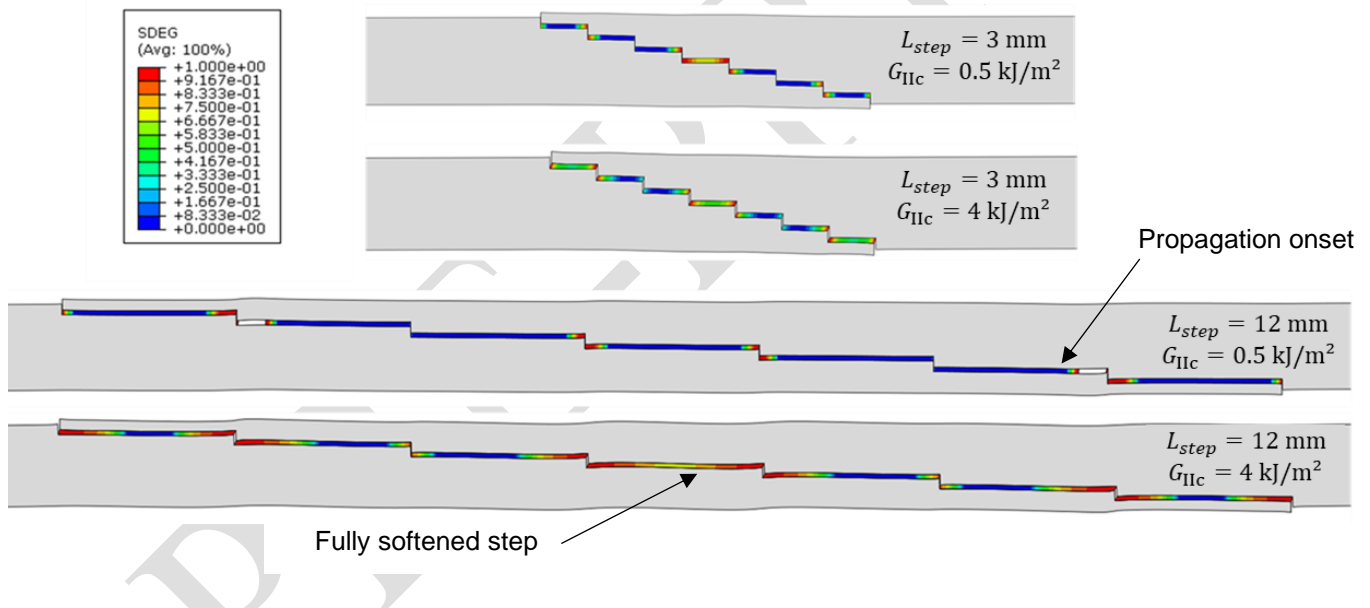 SDEG
(Avg: 100%)
+1.000e+00
+9.167e-01
+8.333e-01
+7.500e-01
+6.667e-01
+5.833e-01
+5.000e-01
+4.167e-01
+3.333e-01
+2.500e-01
+1.667e-01
+8.333e-02
+0.000e+00
L_step = 3 mm
G_IIc = 0.5 kJ/m²
L_step = 3 mm
G_IIc = 4 kJ/m²
Propagation onset
L_step = 12 mm
G_IIc = 0.5 kJ/m²
L_step = 12 mm
G_IIc = 4 kJ/m²
Fully softened step